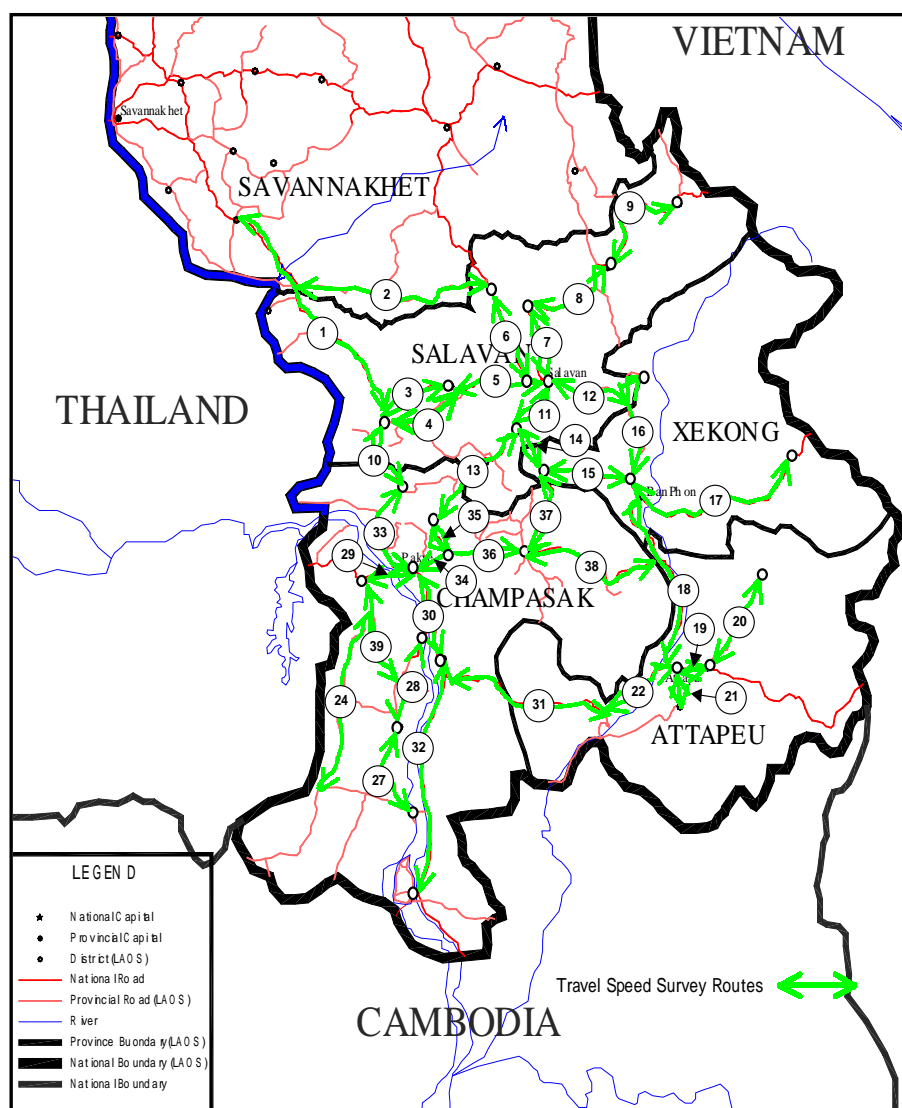 VIETNAM
Savannakhet
SAVANNAKHET
9
2
8
1
6
7
SALAVAN
Salavan
3
5
12
THAILAND
4
11
16
XEKONG
10
14
13
15
BanPhon
17
35
37
33
29
36
38
34
CHAMPASAK
30
18
19
20
39
28
22
21
24
31
ATTAPEU
32
27
LEGEND
National Capital
Provincial Capital
District (LAOS)
National Road
Provincial Road (LAOS)
River
Province Buondary (LAOS)
National Boundary (LAOS)
National Boundary
Travel Speed Survey Routes
CAMBODIA